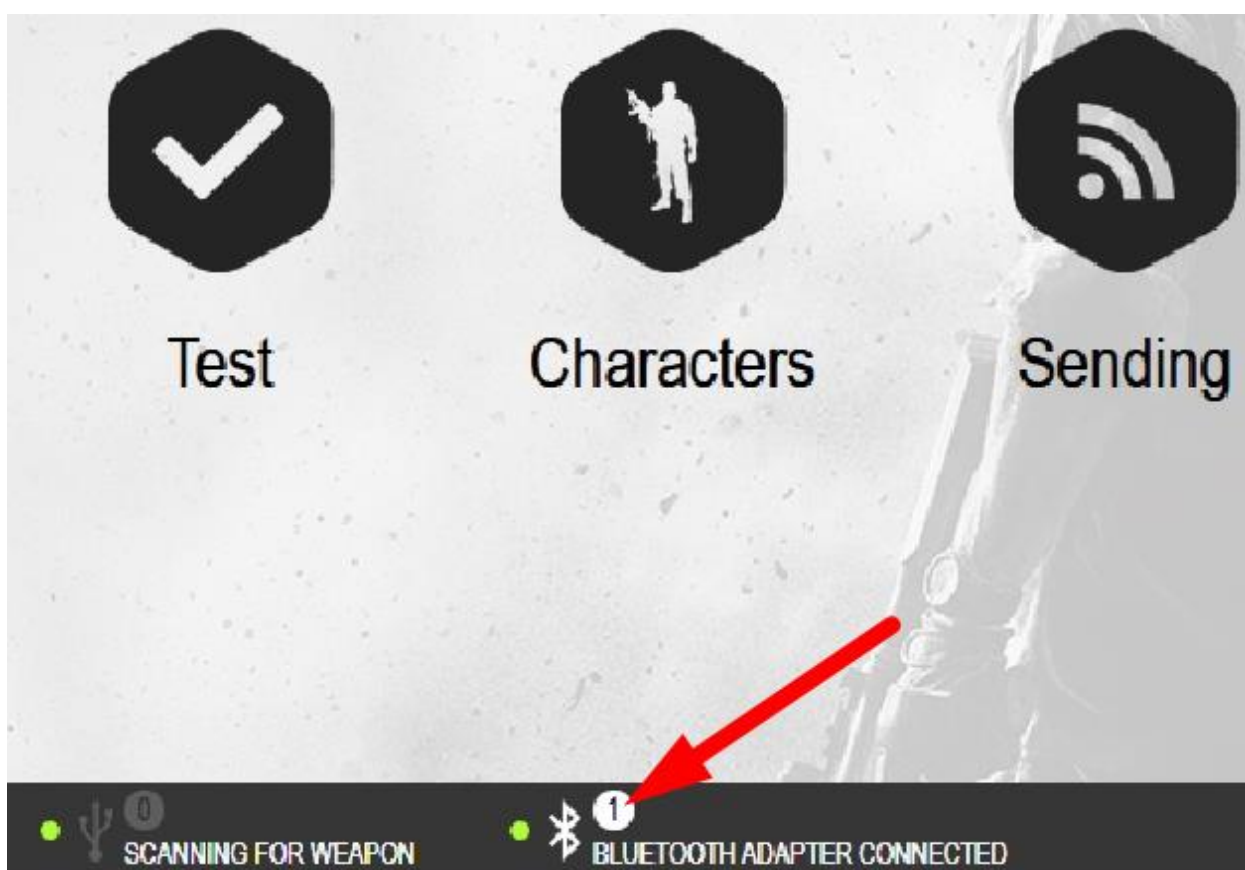 Test
Characters
Sending
0
SCANNING FOR WEAPON
1
BLUETOOTH ADAPTER CONNECTED